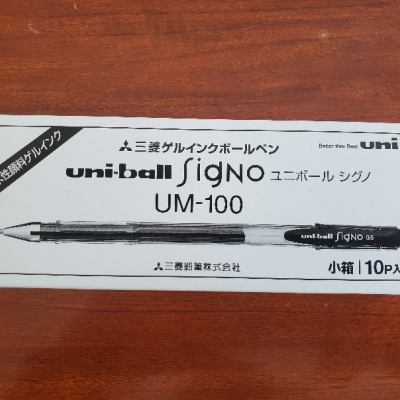 水性顔料ゲルインク
三菱ゲルインクボールペン
Better than Best uni
uni-ball SigNO ユニボール シグノ
UM-100
uni-ball SigNO 05
三菱鉛筆株式会社
小箱 | 10P入